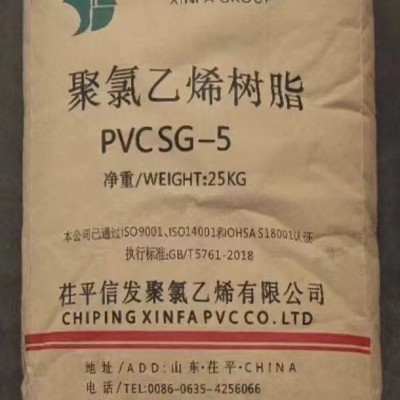 XINFA GROUP
聚氯乙烯树脂
PVC SG-5
净重/WEIGHT:25KG
本公司已通过ISO9001、ISO14001和OHSAS18001认证
执行标准:GB/T5761-2018
茌平信发聚氯乙烯有限公司
CHIPING XINFA PVC CO.LTD
地址/ADD:山东·茌平·CHINA
电话/TEL:0086-0635-4256066